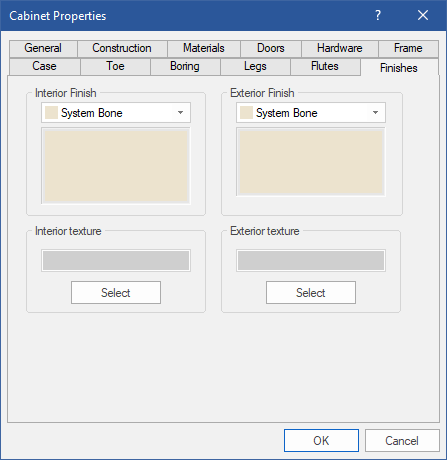 Cabinet Properties ? ×
General Construction Materials Doors Hardware Frame
Case Toe Boring Legs Flutes Finishes
Interior Finish Exterior Finish
System Bone System Bone
Interior texture Exterior texture
Select Select
OK Cancel